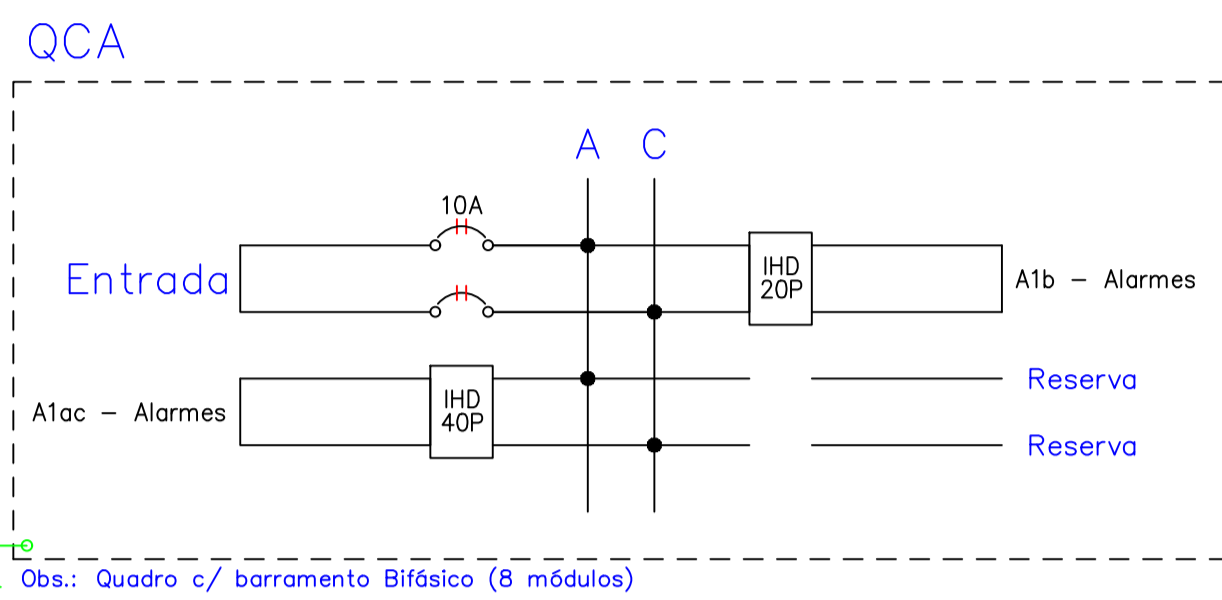 QCA
A C
10A
Entrada
IHD
20P
A1b - Alarmes
A1ac - Alarmes
IHD
40P
Reserva
Reserva
Obs.: Quadro c/ barramento Bifásico (8 módulos)